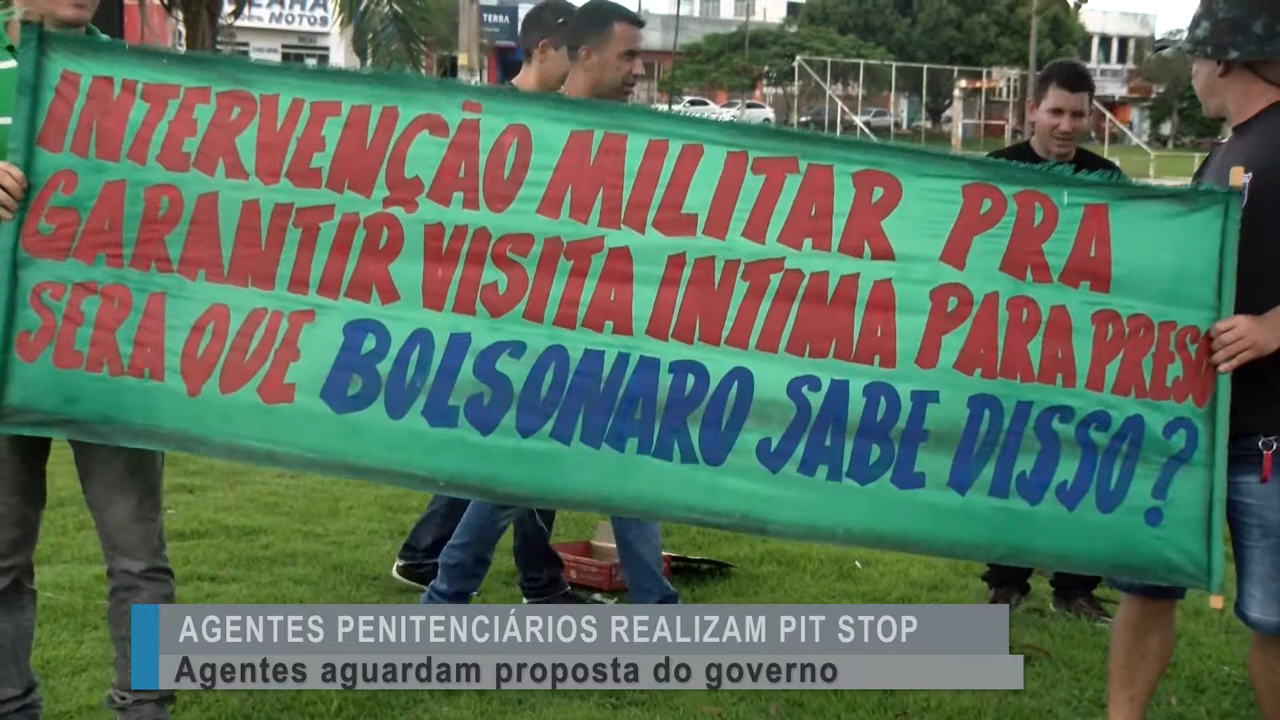 MOTOS
TERRA
INTERVENÇÃO MILITAR PRA
GARANTIR VISITA INTIMA PARA PRESO
SERA QUE BOLSONARO SABE DISSO?
AGENTES PENITENCIÁRIOS REALIZAM PIT STOP
Agentes aguardam proposta do governo